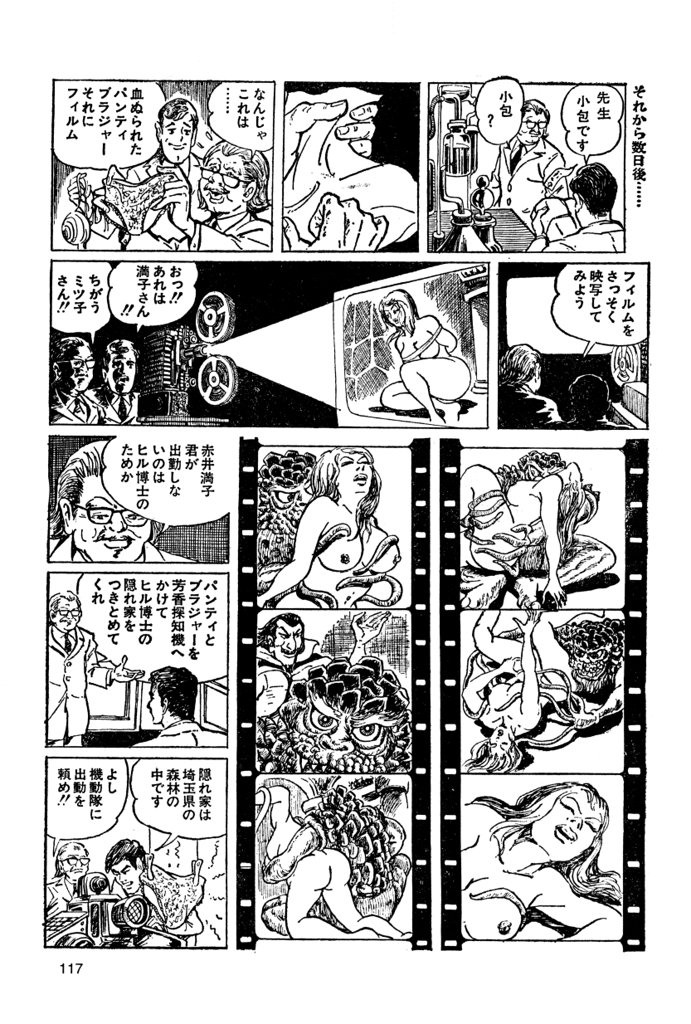 それから数日後……
先生
小包です
小包
？
なんじゃ
これは
……
血ぬられた
パンティ
ブラジャー
それに
フィルム
フィルムを
さっそく
映写して
みよう
おっ!!
あれは
満子さん!!
ちがう
ミツ子
さん!!
赤井満子
君が
出勤しな
いのは
ヒル博士の
ためか
パンティと
ブラジャーを
かけて
芳香探知機へ
ヒル博士の
隠れ家を
つきとめて
くれ
隠れ家は
埼玉県の
森林の
中です
よし
機動隊に
出動を
頼め!!
117